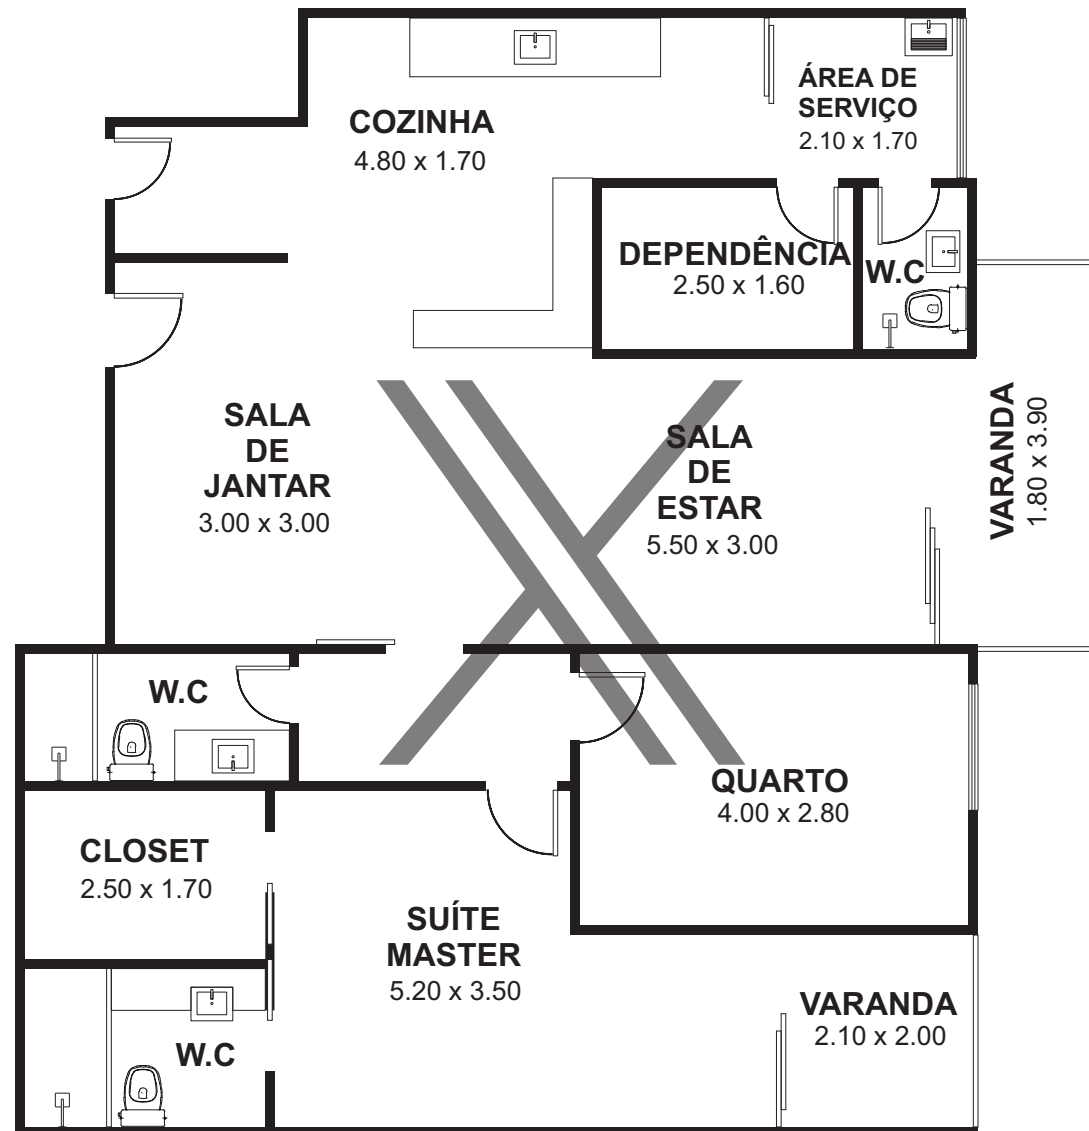 COZINHA
4.80 x 1.70
ÁREA DE
SERVIÇO
2.10 x 1.70
DEPENDÊNCIA
2.50 x 1.60
W.C
SALA
DE
JANTAR
3.00 x 3.00
SALA
DE
ESTAR
5.50 x 3.00
VARANDA
1.80 x 3.90
W.C
QUARTO
4.00 x 2.80
CLOSET
2.50 x 1.70
SUÍTE
MASTER
5.20 x 3.50
VARANDA
2.10 x 2.00
W.C